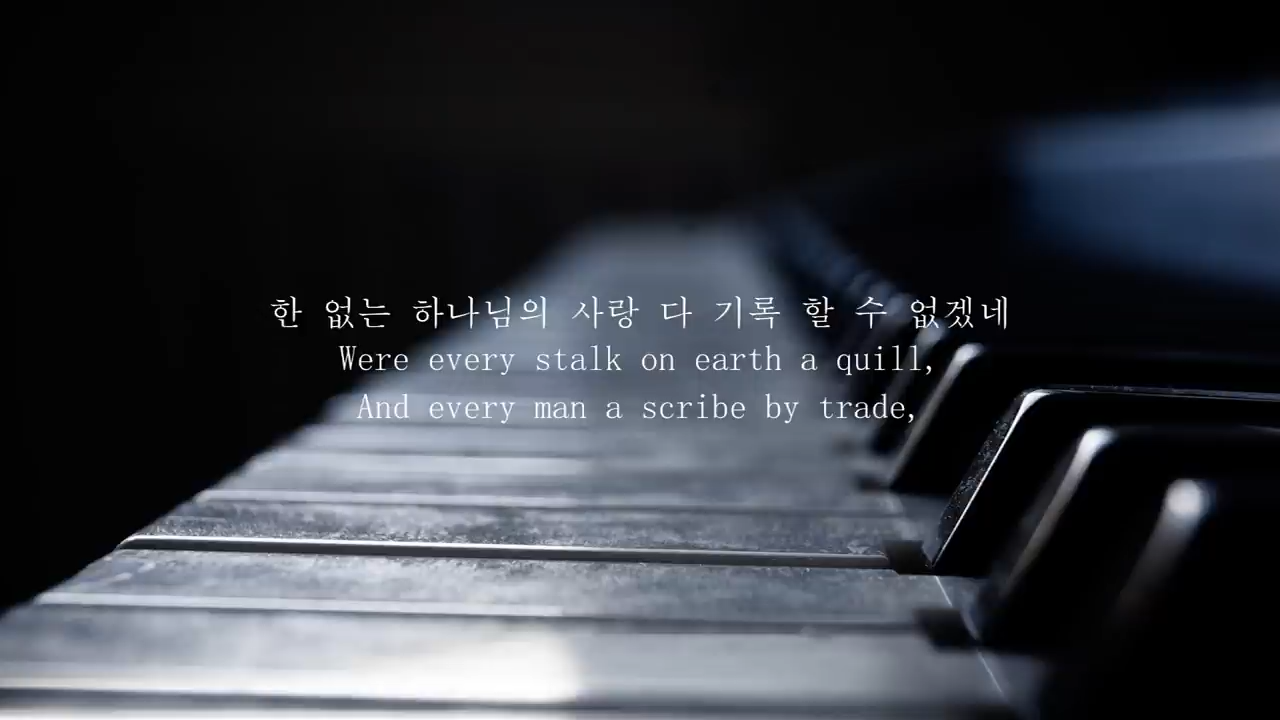 한 없는 하나님의 사랑 다 기록 할 수 없겠네
Were every stalk on earth a quill,
And every man a scribe by trade,